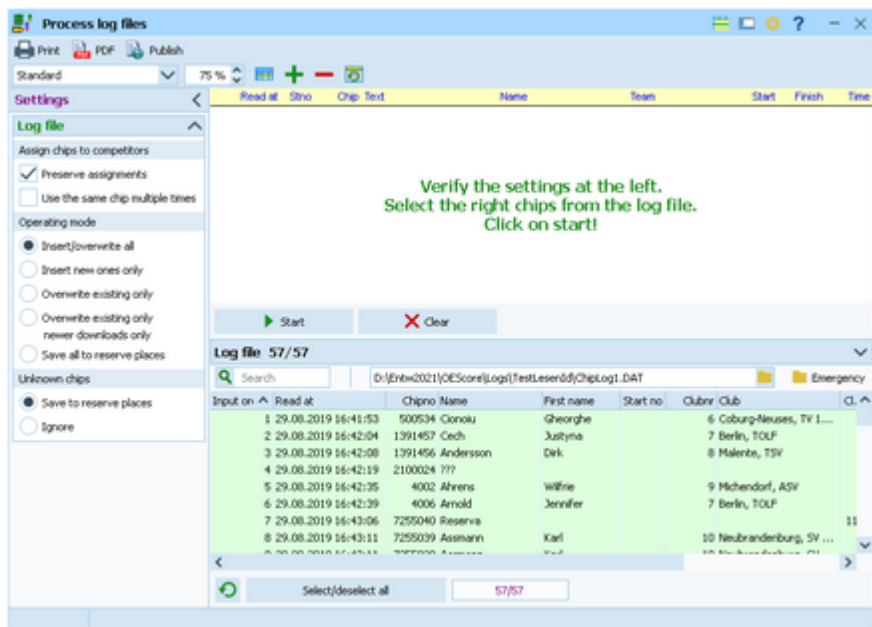 Process log files
Print PDF Publish
Standard 75 %
Settings
Read at Stno Chip Text Name Team Start Finish Time
Log file
Assign chips to competitors
Preserve assignments
Use the same chip multiple times
Operating mode
Insert/overwrite all
Insert new ones only
Overwrite existing only
Overwrite existing only
newer downloads only
Save all to reserve places
Unknown chips
Save to reserve places
Ignore
Verify the settings at the left.
Select the right chips from the log file.
Click on start!
Start Clear
Log file 57/57
Search D:\Entw2021\OEScore\Logs\TestLesenSid\ChipLog1.DAT Emergency
Input on Read at Chipno Name First name Start no Clubnr Club Cl.
1 29.08.2019 16:41:53 500534 Cionoiu Gheorghe 6 Coburg-Neuses, TV 1...
2 29.08.2019 16:42:04 1391457 Cech Justyna 7 Berlin, TOLF
3 29.08.2019 16:42:08 1391456 Andersson Dirk 8 Malente, TSV
4 29.08.2019 16:42:19 2100024 ???
5 29.08.2019 16:42:35 4002 Ahrens Wilfrie 9 Michendorf, ASV
6 29.08.2019 16:42:39 4006 Arnold Jennifer 7 Berlin, TOLF
7 29.08.2019 16:43:06 7255040 Reserva 11
8 29.08.2019 16:43:11 7255039 Assmann Karl 10 Neubrandenburg, SV ...
Select/deselect all 57/57